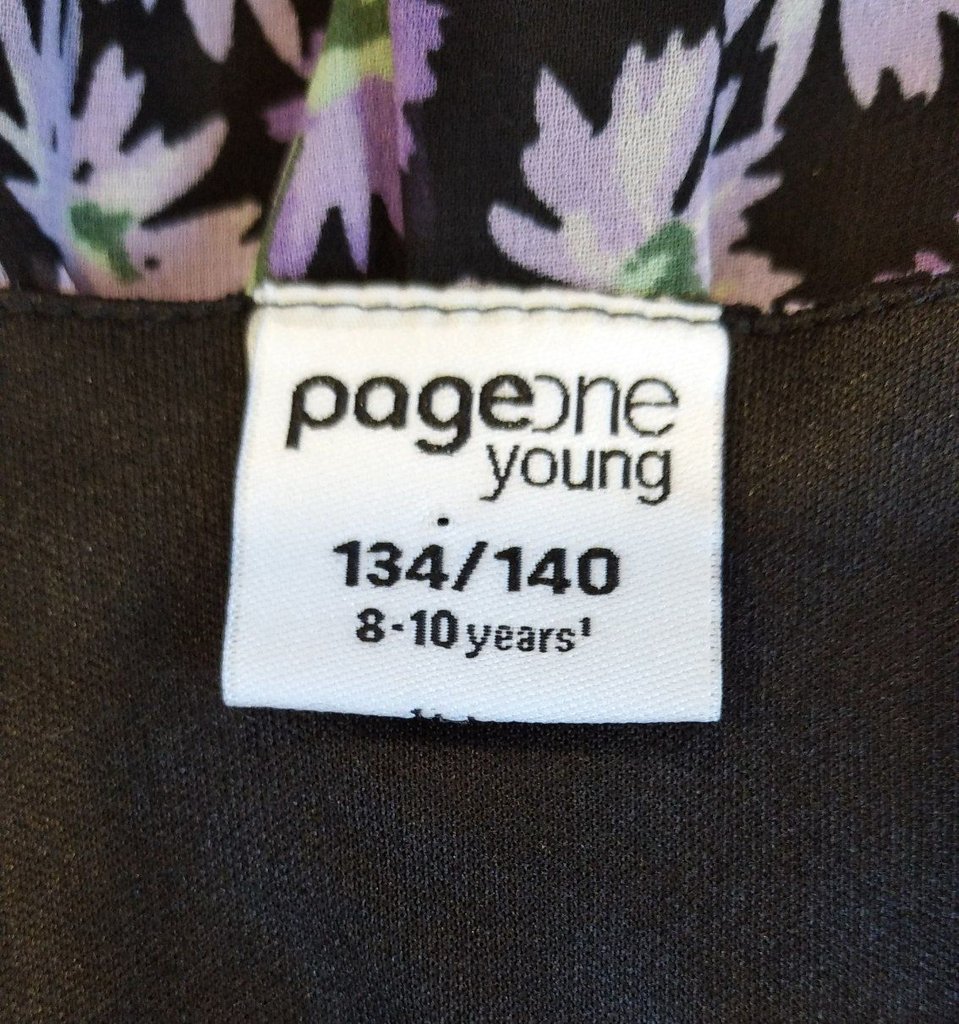 pageone
young
134/140
8-10 years¹